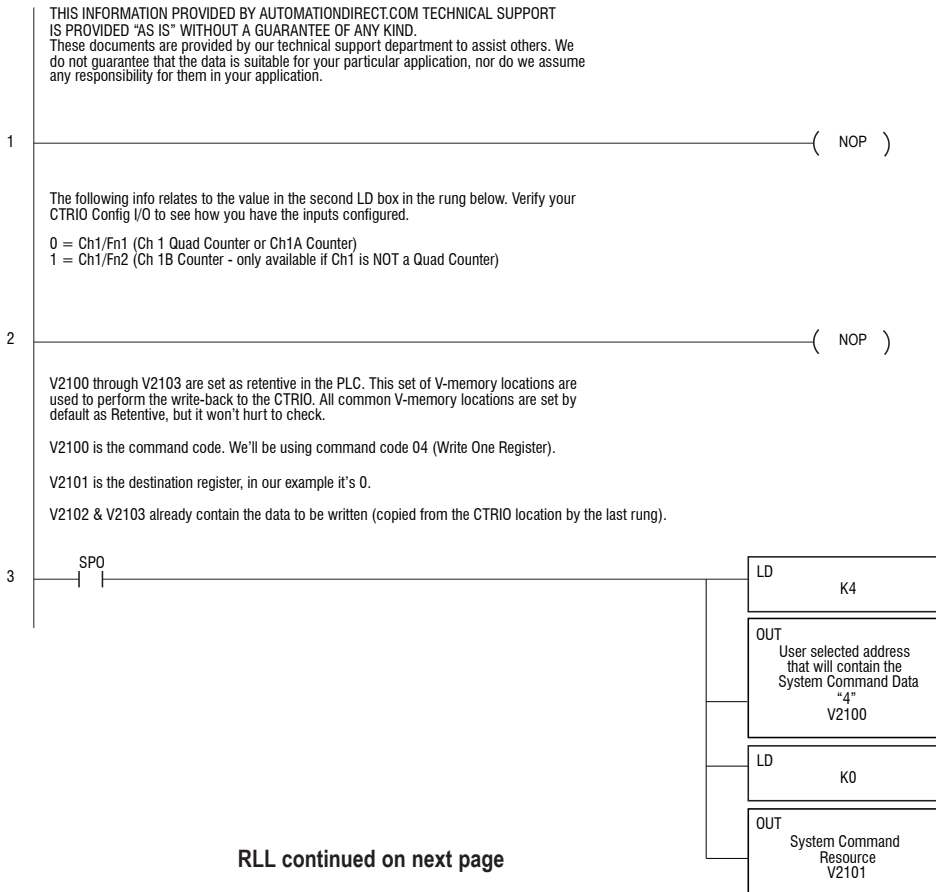 THIS INFORMATION PROVIDED BY AUTOMATIONDIRECT.COM TECHNICAL SUPPORT
IS PROVIDED “AS IS” WITHOUT A GUARANTEE OF ANY KIND.
These documents are provided by our technical support department to assist others. We
do not guarantee that the data is suitable for your particular application, nor do we assume
any responsibility for them in your application.
1
( NOP )
The following info relates to the value in the second LD box in the rung below. Verify your
CTRIO Config I/O to see how you have the inputs configured.
0 = Ch1/Fn1 (Ch 1 Quad Counter or Ch1A Counter)
1 = Ch1/Fn2 (Ch 1B Counter - only available if Ch1 is NOT a Quad Counter)
2
( NOP )
V2100 through V2103 are set as retentive in the PLC. This set of V-memory locations are
used to perform the write-back to the CTRIO. All common V-memory locations are set by
default as Retentive, but it won’t hurt to check.
V2100 is the command code. We’ll be using command code 04 (Write One Register).
V2101 is the destination register, in our example it’s 0.
V2102 & V2103 already contain the data to be written (copied from the CTRIO location by the last rung).
SP0
3
LD
K4
OUT
User selected address
that will contain the
System Command Data
“4”
V2100
LD
K0
OUT
System Command
Resource
V2101
RLL continued on next page